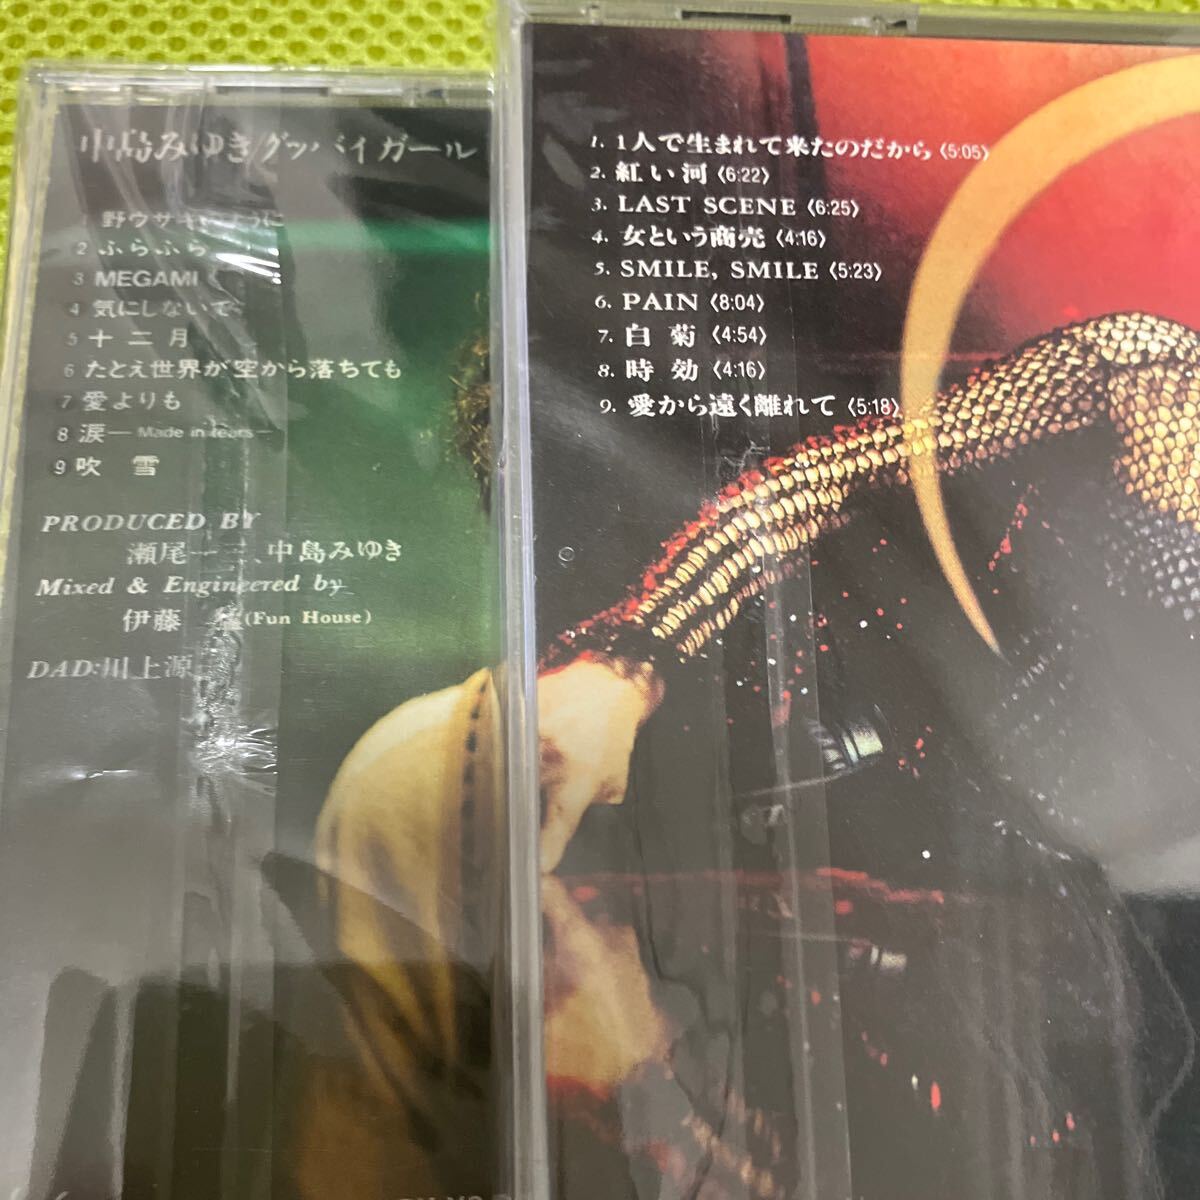 中島みゆき/グッバイガール
1 野ウサギのように
2 ふらふら
3 MEGAMI
4 気にしないで
5 十二月
6 たとえ世界が空から落ちても
7 愛よりも
8 涙—Made in tears—
9 吹雪
PRODUCED BY
瀬尾一三、中島みゆき
Mixed & Engineered by
伊藤 (Fun House)
DAD:川上源
1. 1人で生まれて来たのだから〈5:05〉
2. 紅い河〈6:22〉
3. LAST SCENE〈6:25〉
4. 女という商売〈4:16〉
5. SMILE, SMILE〈5:23〉
6. PAIN〈8:04〉
7. 白菊〈4:54〉
8. 時効〈4:16〉
9. 愛から遠く離れて〈5:18〉